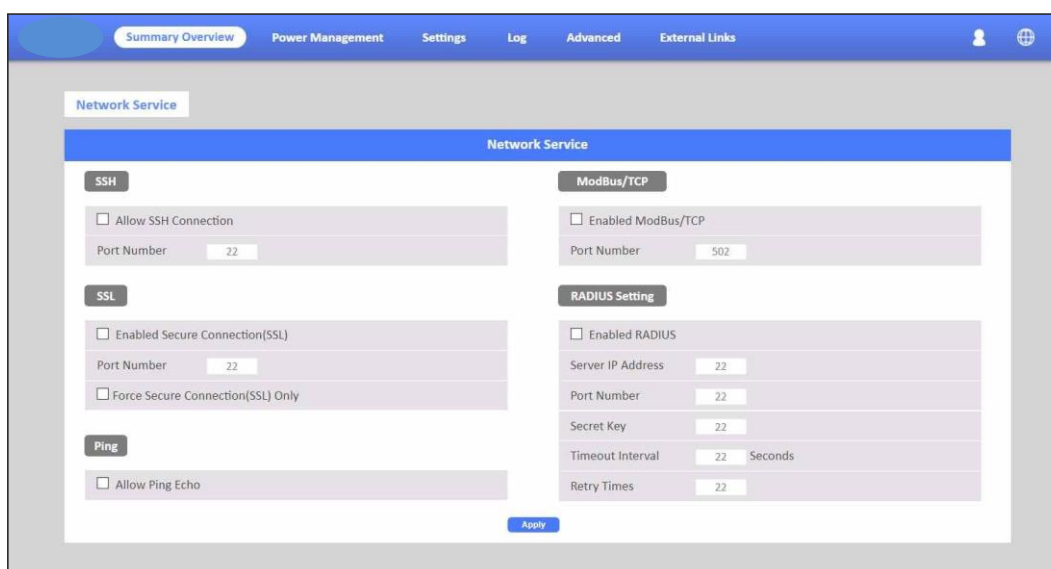 Summary Overview Power Management Settings Log Advanced External Links
Network Service
Network Service
SSH
Allow SSH Connection
Port Number 22
SSL
Enabled Secure Connection(SSL)
Port Number 22
Force Secure Connection(SSL) Only
Ping
Allow Ping Echo
ModBus/TCP
Enabled ModBus/TCP
Port Number 502
RADIUS Setting
Enabled RADIUS
Server IP Address 22
Port Number 22
Secret Key 22
Timeout Interval 22 Seconds
Retry Times 22
Apply